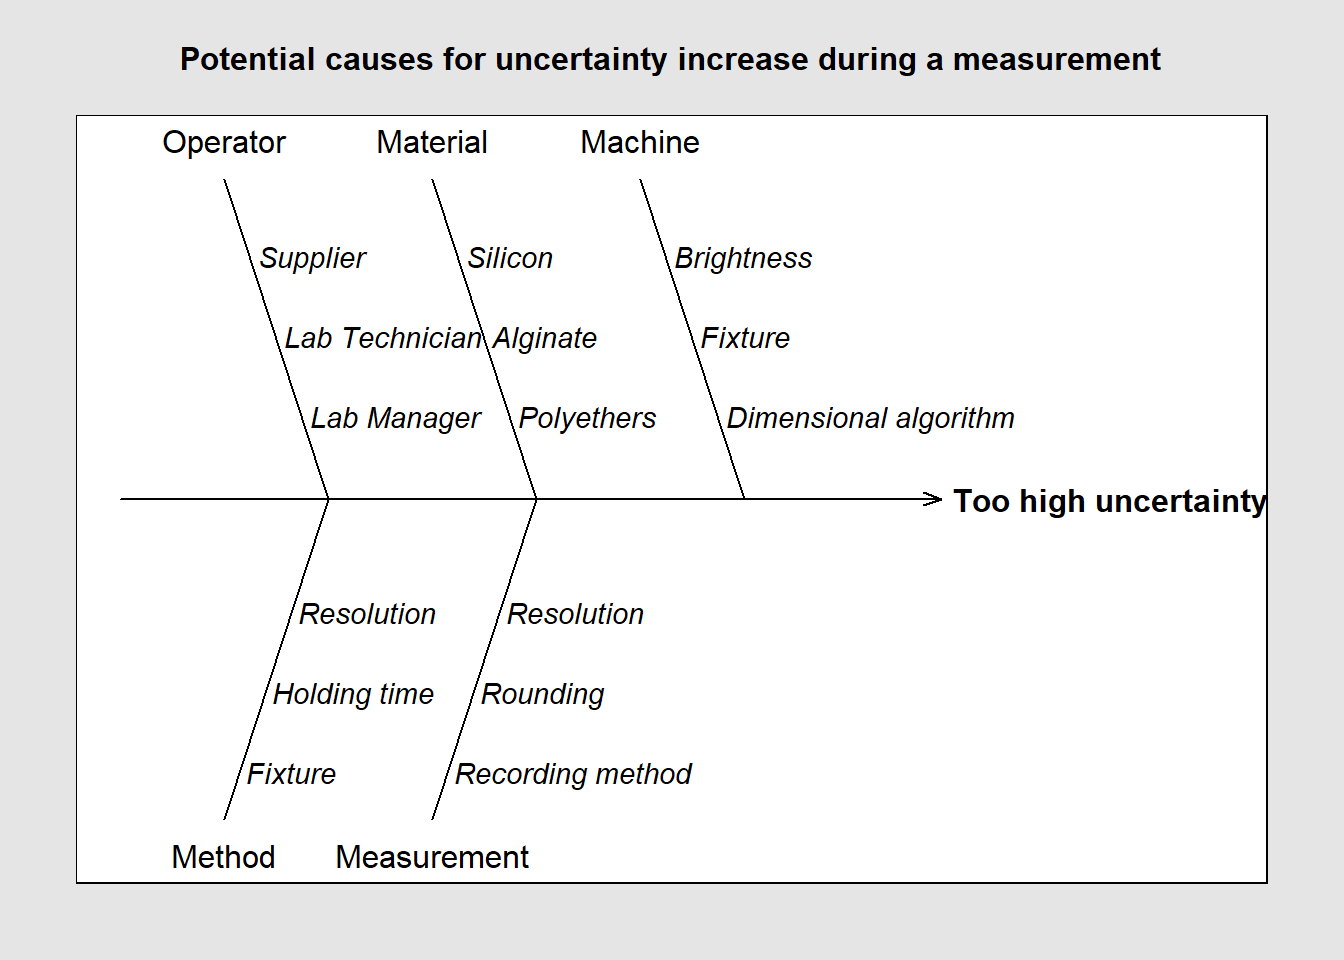 Potential causes for uncertainty increase during a measurement
Operator Material Machine
Supplier Silicon Brightness
Lab Technician Alginate Fixture
Lab Manager Polyethers Dimensional algorithm
Too high uncertainty
Resolution Resolution
Holding time Rounding
Fixture Recording method
Method Measurement